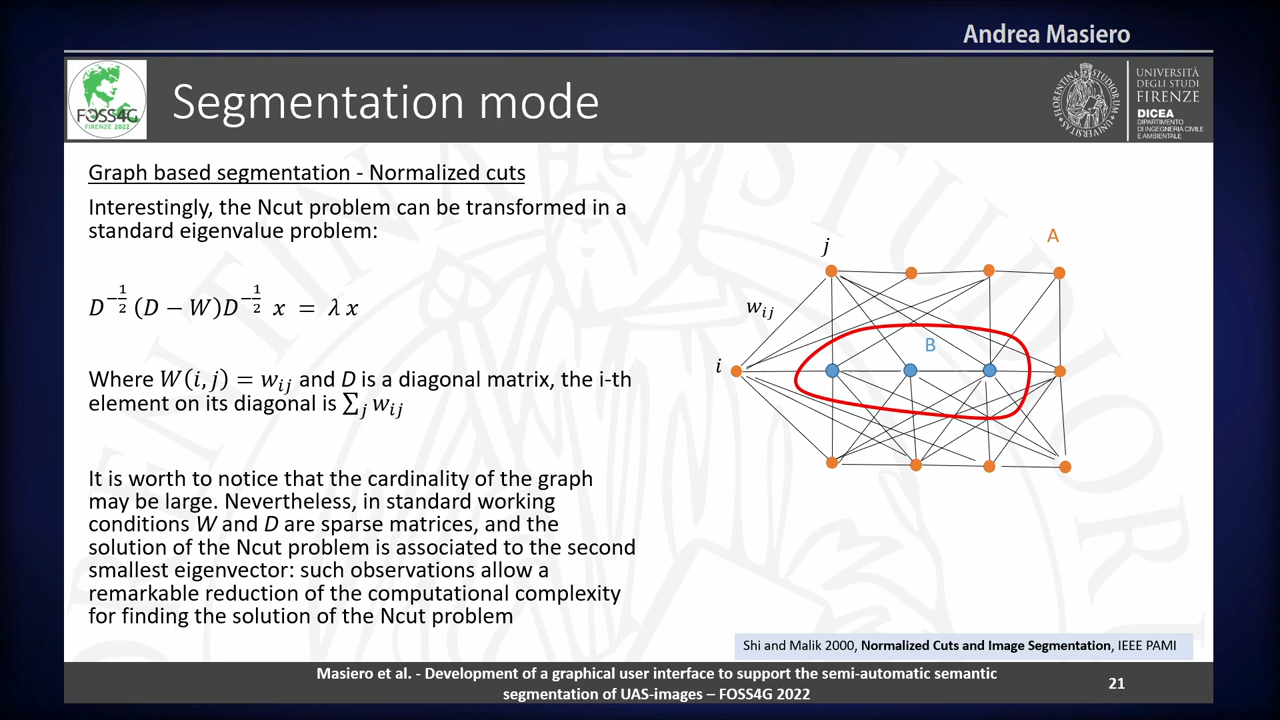 Andrea Masiero
FOSS4G
FIRENZE 2022
Segmentation mode
UNIVERSITÀ
DEGLI STUDI
FIRENZE
DICEA
DIPARTIMENTO
DI INGEGNERIA CIVILE
E AMBIENTALE
Graph based segmentation - Normalized cuts
Interestingly, the Ncut problem can be transformed in a
standard eigenvalue problem:
D^{-1/2} (D − W)D^{-1/2} x = λ x
Where W(i,j) = w_{ij} and D is a diagonal matrix, the i-th
element on its diagonal is ∑_j w_{ij}
It is worth to notice that the cardinality of the graph
may be large. Nevertheless, in standard working
conditions W and D are sparse matrices, and the
solution of the Ncut problem is associated to the second
smallest eigenvector: such observations allow a
remarkable reduction of the computational complexity
for finding the solution of the Ncut problem
A
j
w_{ij}
B
i
Shi and Malik 2000, Normalized Cuts and Image Segmentation, IEEE PAMI
Masiero et al. - Development of a graphical user interface to support the semi-automatic semantic
segmentation of UAS-images – FOSS4G 2022
21